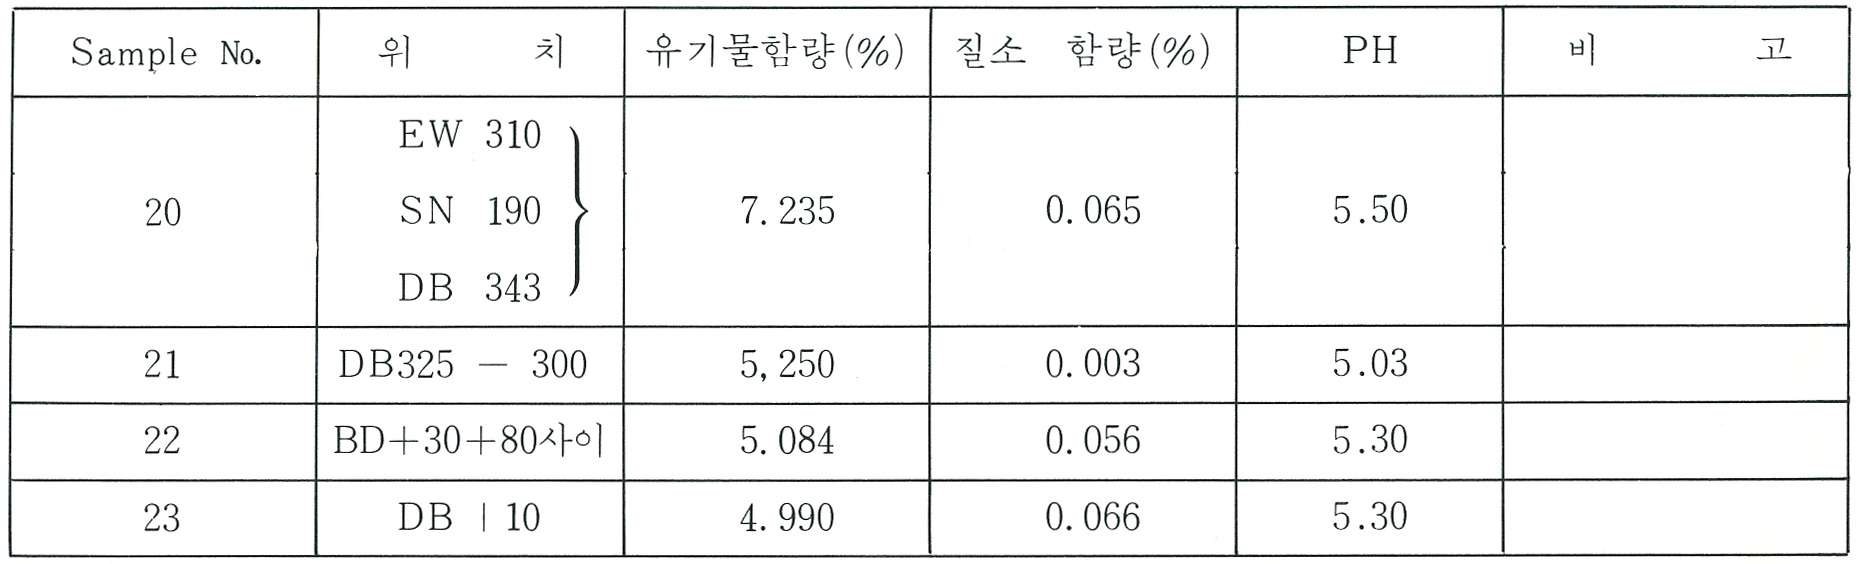 Sample No. 위 치 유기물함량(%) 질소 함량(%) PH 비 고
EW 310
20 SN 190 7.235 0.065 5.50
DB 343
21 DB325 — 300 5,250 0.003 5.03
22 BD+30+80사이 5.084 0.056 5.30
23 DB | 10 4.990 0.066 5.30